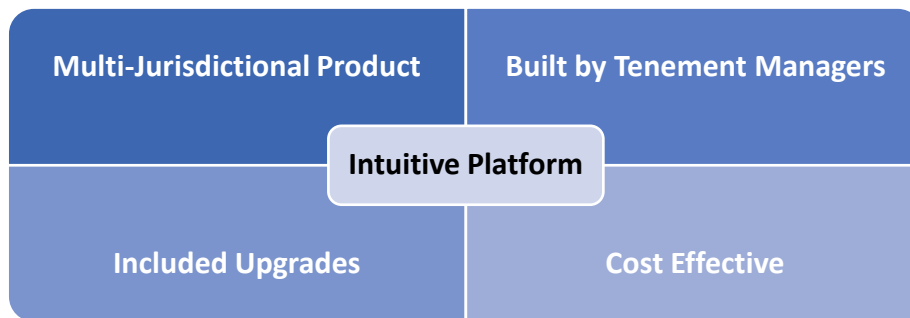 Multi-Jurisdictional Product
Built by Tenement Managers
Intuitive Platform
Included Upgrades
Cost Effective